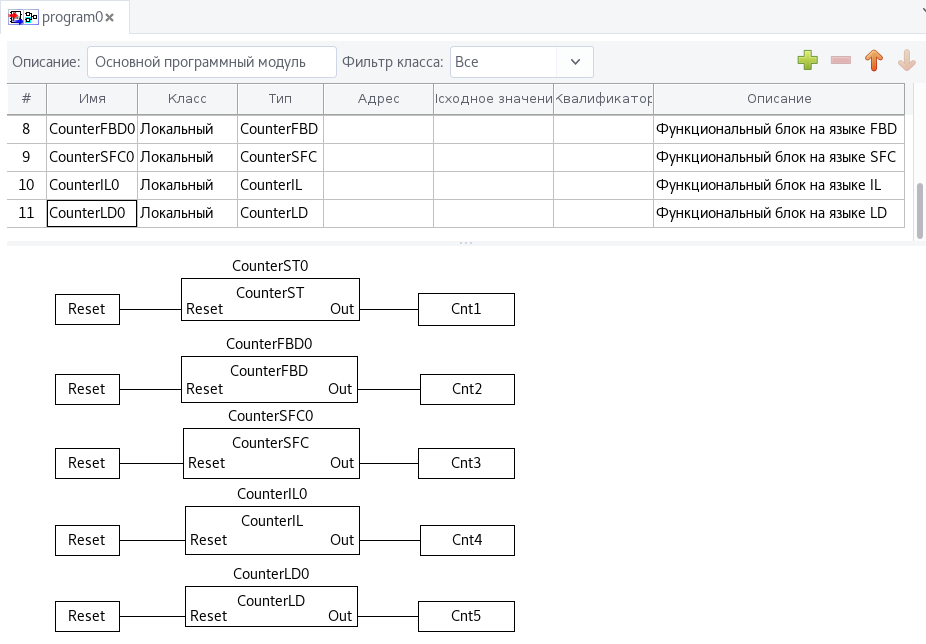 program0
Описание: Основной программный модуль Фильтр класса: Все
# Имя Класс Тип Адрес Исходное значени Квалификатор Описание
8 CounterFBD0 Локальный CounterFBD Функциональный блок на языке FBD
9 CounterSFC0 Локальный CounterSFC Функциональный блок на языке SFC
10 CounterIL0 Локальный CounterIL Функциональный блок на языке IL
11 CounterLD0 Локальный CounterLD Функциональный блок на языке LD
CounterST0
CounterST
Reset Reset Out Cnt1
CounterFBD0
CounterFBD
Reset Reset Out Cnt2
CounterSFC0
CounterSFC
Reset Reset Out Cnt3
CounterIL0
CounterIL
Reset Reset Out Cnt4
CounterLD0
CounterLD
Reset Reset Out Cnt5